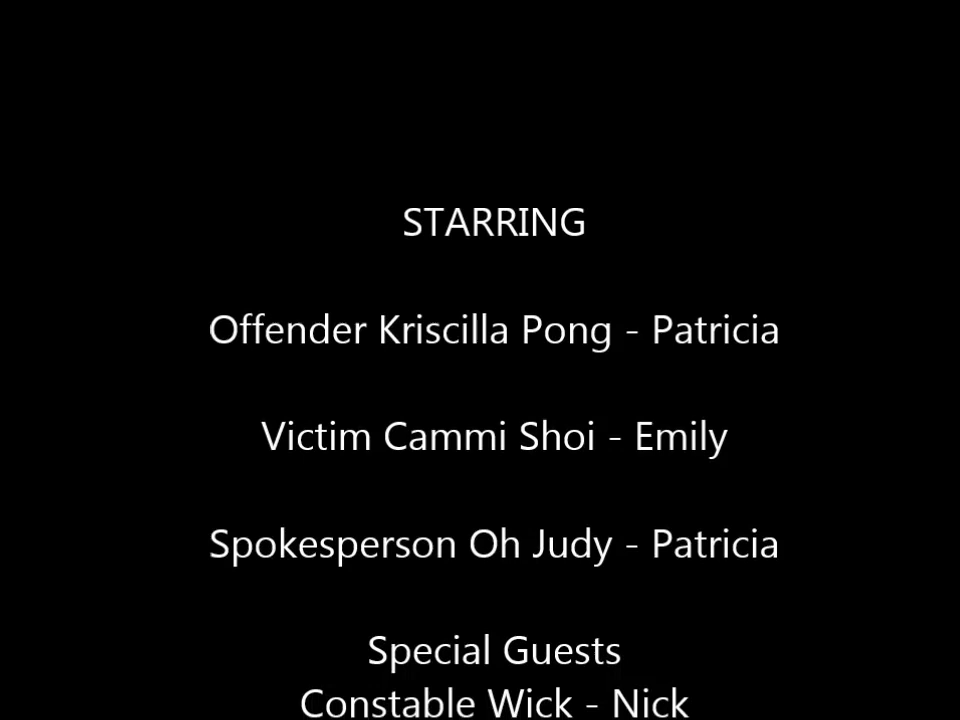 STARRING
Offender Kriscilla Pong - Patricia
Victim Cammi Shoi - Emily
Spokesperson Oh Judy - Patricia
Special Guests
Constable Wick - Nick